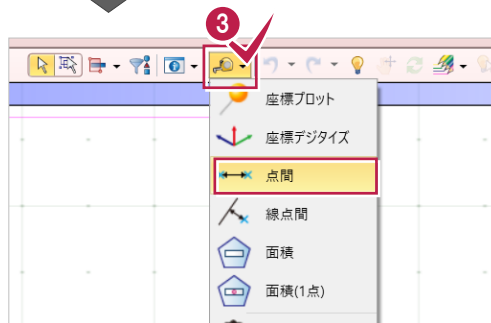 3
座標プロット
座標デジタイズ
点間
線点間
面積
面積(1点)